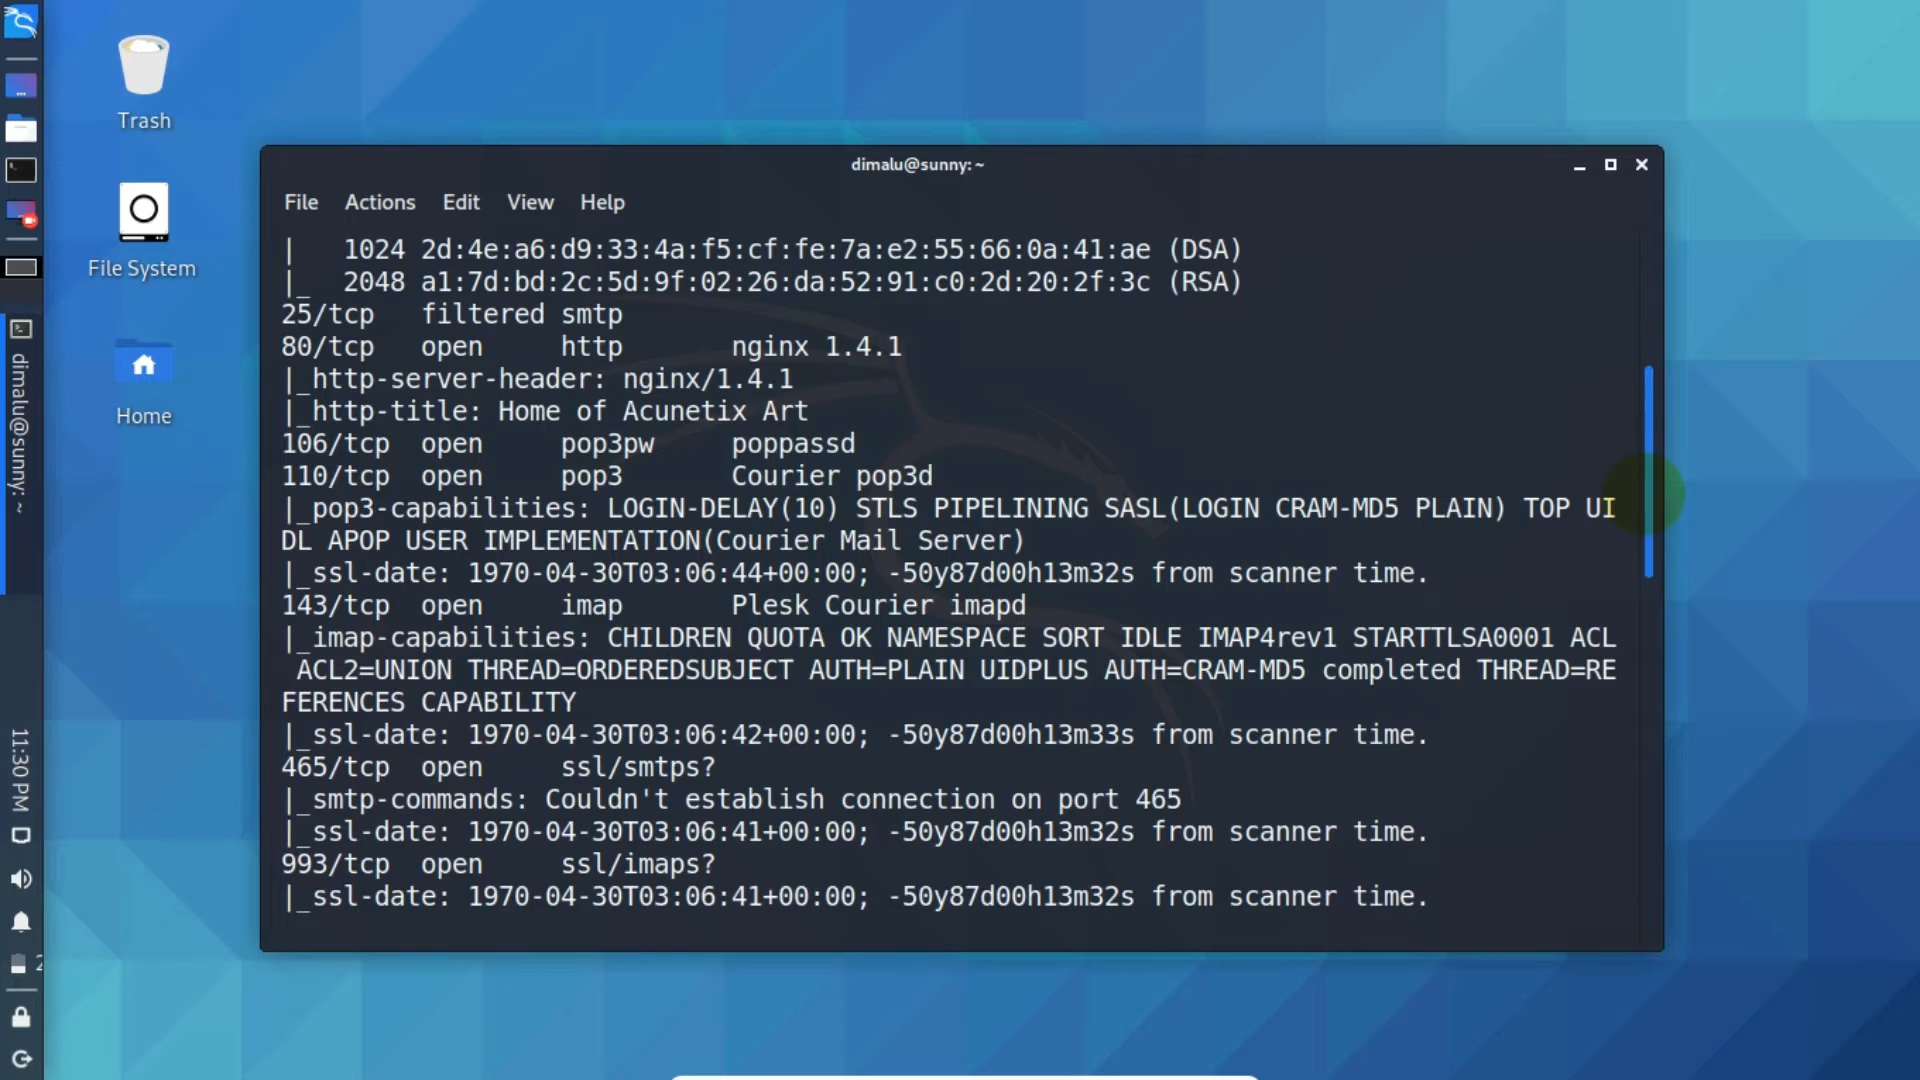 Trash
File System
Home
dimalu@sunny: ~
File Actions Edit View Help
|   1024 2d:4e:a6:d9:33:4a:f5:cf:fe:7a:e2:55:66:0a:41:ae (DSA)
|_  2048 a1:7d:bd:2c:5d:9f:02:26:da:52:91:c0:2d:20:2f:3c (RSA)
25/tcp   filtered smtp
80/tcp   open     http       nginx 1.4.1
|_http-server-header: nginx/1.4.1
|_http-title: Home of Acunetix Art
106/tcp  open     pop3pw     poppassd
110/tcp  open     pop3       Courier pop3d
|_pop3-capabilities: LOGIN-DELAY(10) STLS PIPELINING SASL(LOGIN CRAM-MD5 PLAIN) TOP UI
DL APOP USER IMPLEMENTATION(Courier Mail Server)
|_ssl-date: 1970-04-30T03:06:44+00:00; -50y87d00h13m32s from scanner time.
143/tcp  open     imap       Plesk Courier imapd
|_imap-capabilities: CHILDREN QUOTA OK NAMESPACE SORT IDLE IMAP4rev1 STARTTLSA0001 ACL
 ACL2=UNION THREAD=ORDEREDSUBJECT AUTH=PLAIN UIDPLUS AUTH=CRAM-MD5 completed THREAD=RE
FERENCES CAPABILITY
|_ssl-date: 1970-04-30T03:06:42+00:00; -50y87d00h13m33s from scanner time.
465/tcp  open     ssl/smtps?
|_smtp-commands: Couldn't establish connection on port 465
|_ssl-date: 1970-04-30T03:06:41+00:00; -50y87d00h13m32s from scanner time.
993/tcp  open     ssl/imaps?
|_ssl-date: 1970-04-30T03:06:41+00:00; -50y87d00h13m32s from scanner time.
dimalu@sunny: ~
11:30 PM
2